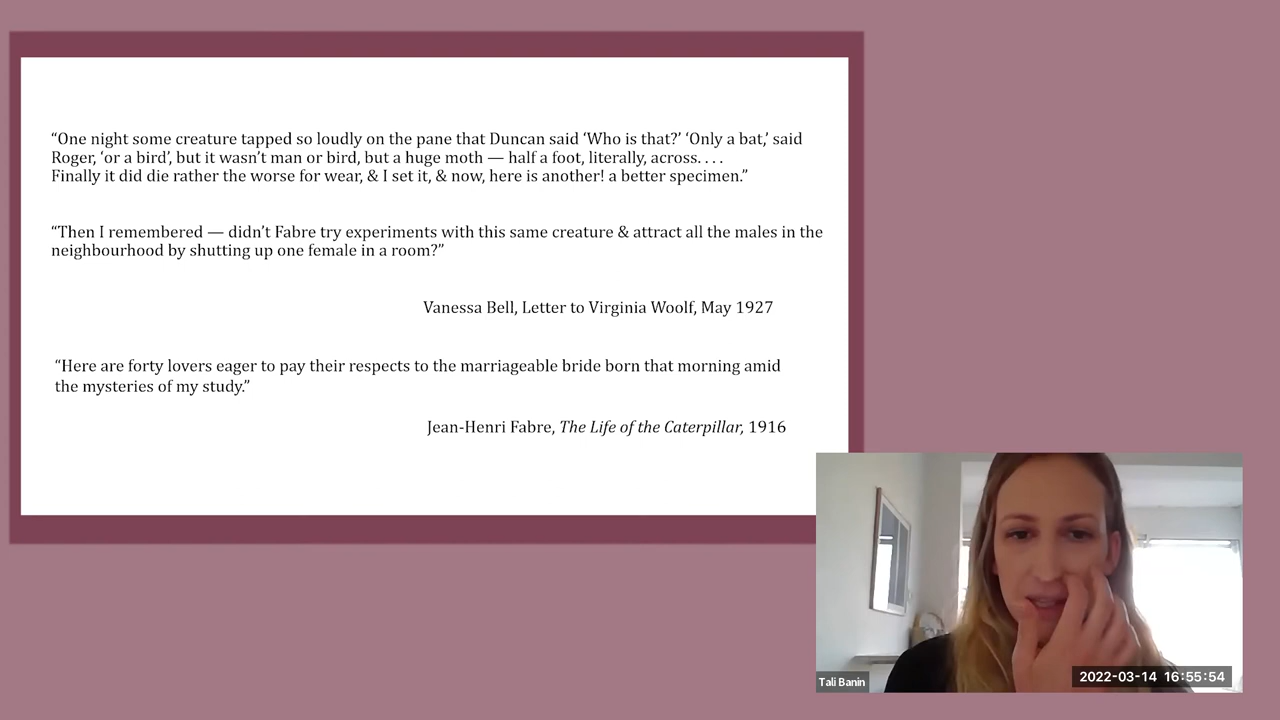 “One night some creature tapped so loudly on the pane that Duncan said ‘Who is that?’ ‘Only a bat,’ said
Roger, ‘or a bird’, but it wasn’t man or bird, but a huge moth — half a foot, literally, across. . . .
Finally it did die rather the worse for wear, & I set it, & now, here is another! a better specimen.”
“Then I remembered — didn’t Fabre try experiments with this same creature & attract all the males in the
neighbourhood by shutting up one female in a room?”
Vanessa Bell, Letter to Virginia Woolf, May 1927
“Here are forty lovers eager to pay their respects to the marriageable bride born that morning amid
the mysteries of my study.”
Jean-Henri Fabre, The Life of the Caterpillar, 1916
Tali Banin
2022-03-14 16:55:54